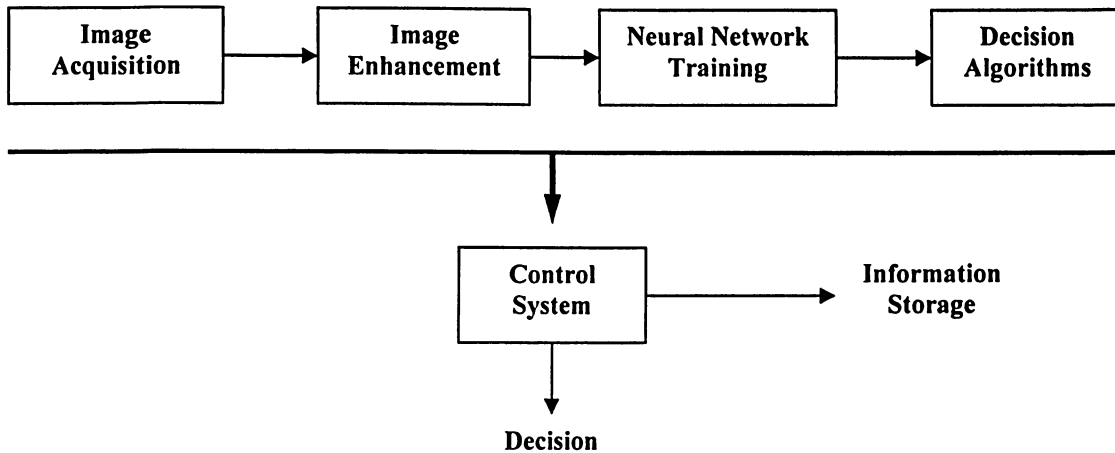 Image
Acquisition
Image
Enhancement
Neural Network
Training
Decision
Algorithms
Control
System
Information
Storage
Decision